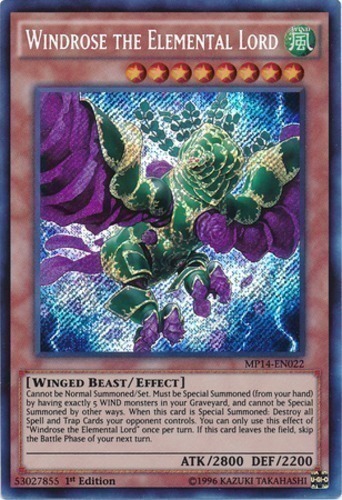 WINDROSE THE ELEMENTAL LORD
WIND
風
MP14-EN022
[WINGED BEAST/EFFECT]
Cannot be Normal Summoned/Set. Must be Special Summoned (from your hand)
by having exactly 5 WIND monsters in your Graveyard, and cannot be Special
Summoned by other ways. When this card is Special Summoned: Destroy all
Spell and Trap Cards your opponent controls. You can only use this effect of
"Windrose the Elemental Lord" once per turn. If this card leaves the field, skip
the Battle Phase of your next turn.
ATK/2800 DEF/2200
53027855 1st Edition ©1996 KAZUKI TAKAHASHI